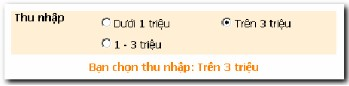 Thu nhập Dưới 1 triệu Trên 3 triệu
1 - 3 triệu
Bạn chọn thu nhập: Trên 3 triệu